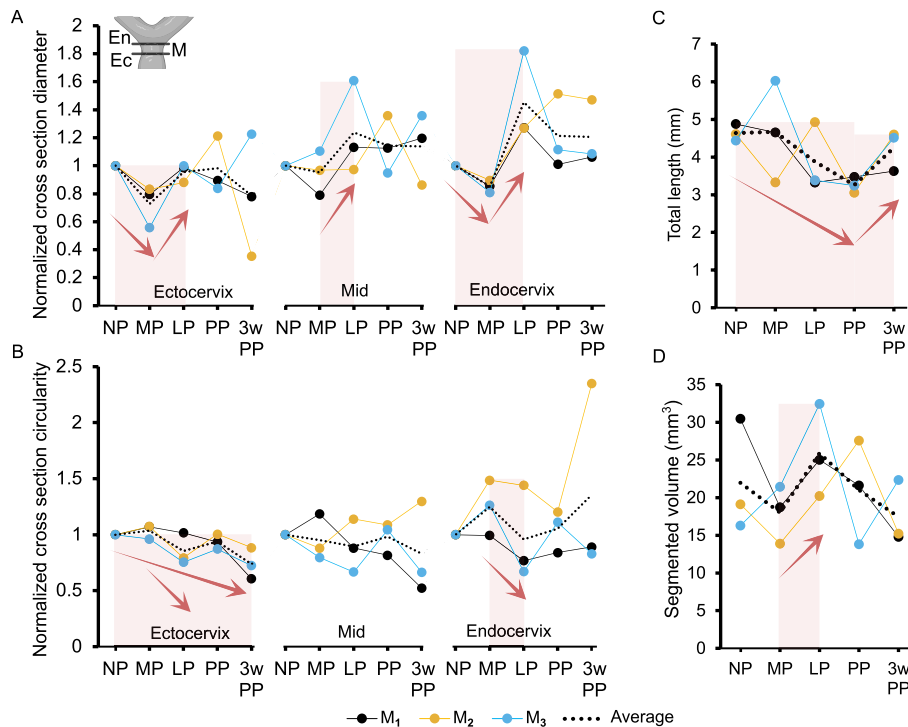 A
En
Ec
M
Normalized cross section diameter
2
1.8
1.6
1.4
1.2
1
0.8
0.6
0.4
0.2
0
Ectocervix
Mid
Endocervix
NP MP LP PP 3w PP
NP MP LP PP 3w PP
NP MP LP PP 3w PP
B
Normalized cross section circularity
2.5
2
1.5
1
0.5
0
Ectocervix
Mid
Endocervix
NP MP LP PP 3w PP
NP MP LP PP 3w PP
NP MP LP PP 3w PP
C
Total length (mm)
7
6
5
4
3
2
1
0
NP MP LP PP 3w PP
D
Segmented volume (mm³)
35
30
25
20
15
10
5
0
NP MP LP PP 3w PP
M₁ M₂ M₃ Average